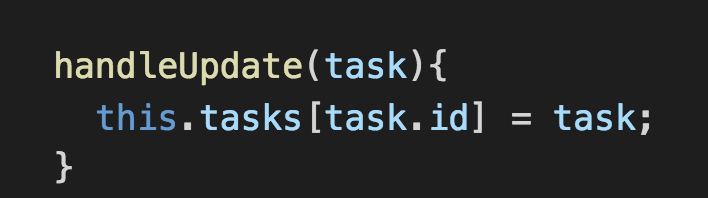 handleUpdate(task){
  this.tasks[task.id] = task;
}